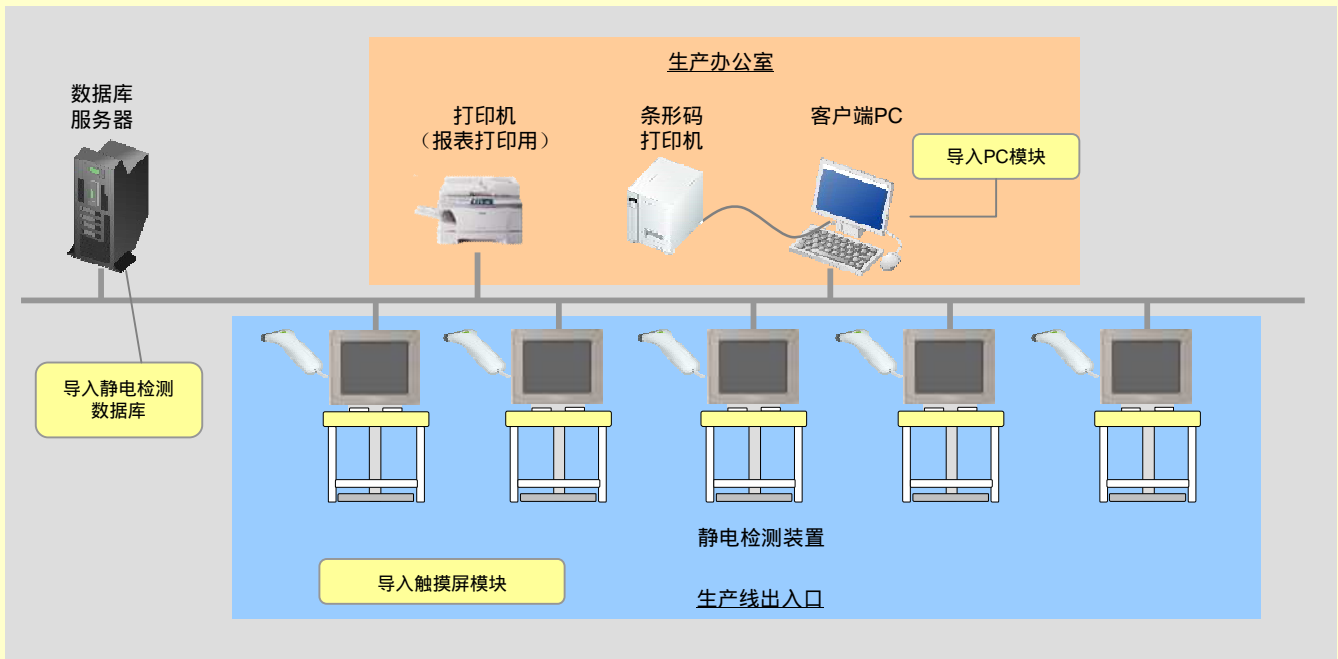 生产办公室
数据库
服务器
打印机
（报表打印用）
条形码
打印机
客户端PC
导入PC模块
导入静电检测
数据库
静电检测装置
导入触摸屏模块
生产线出入口